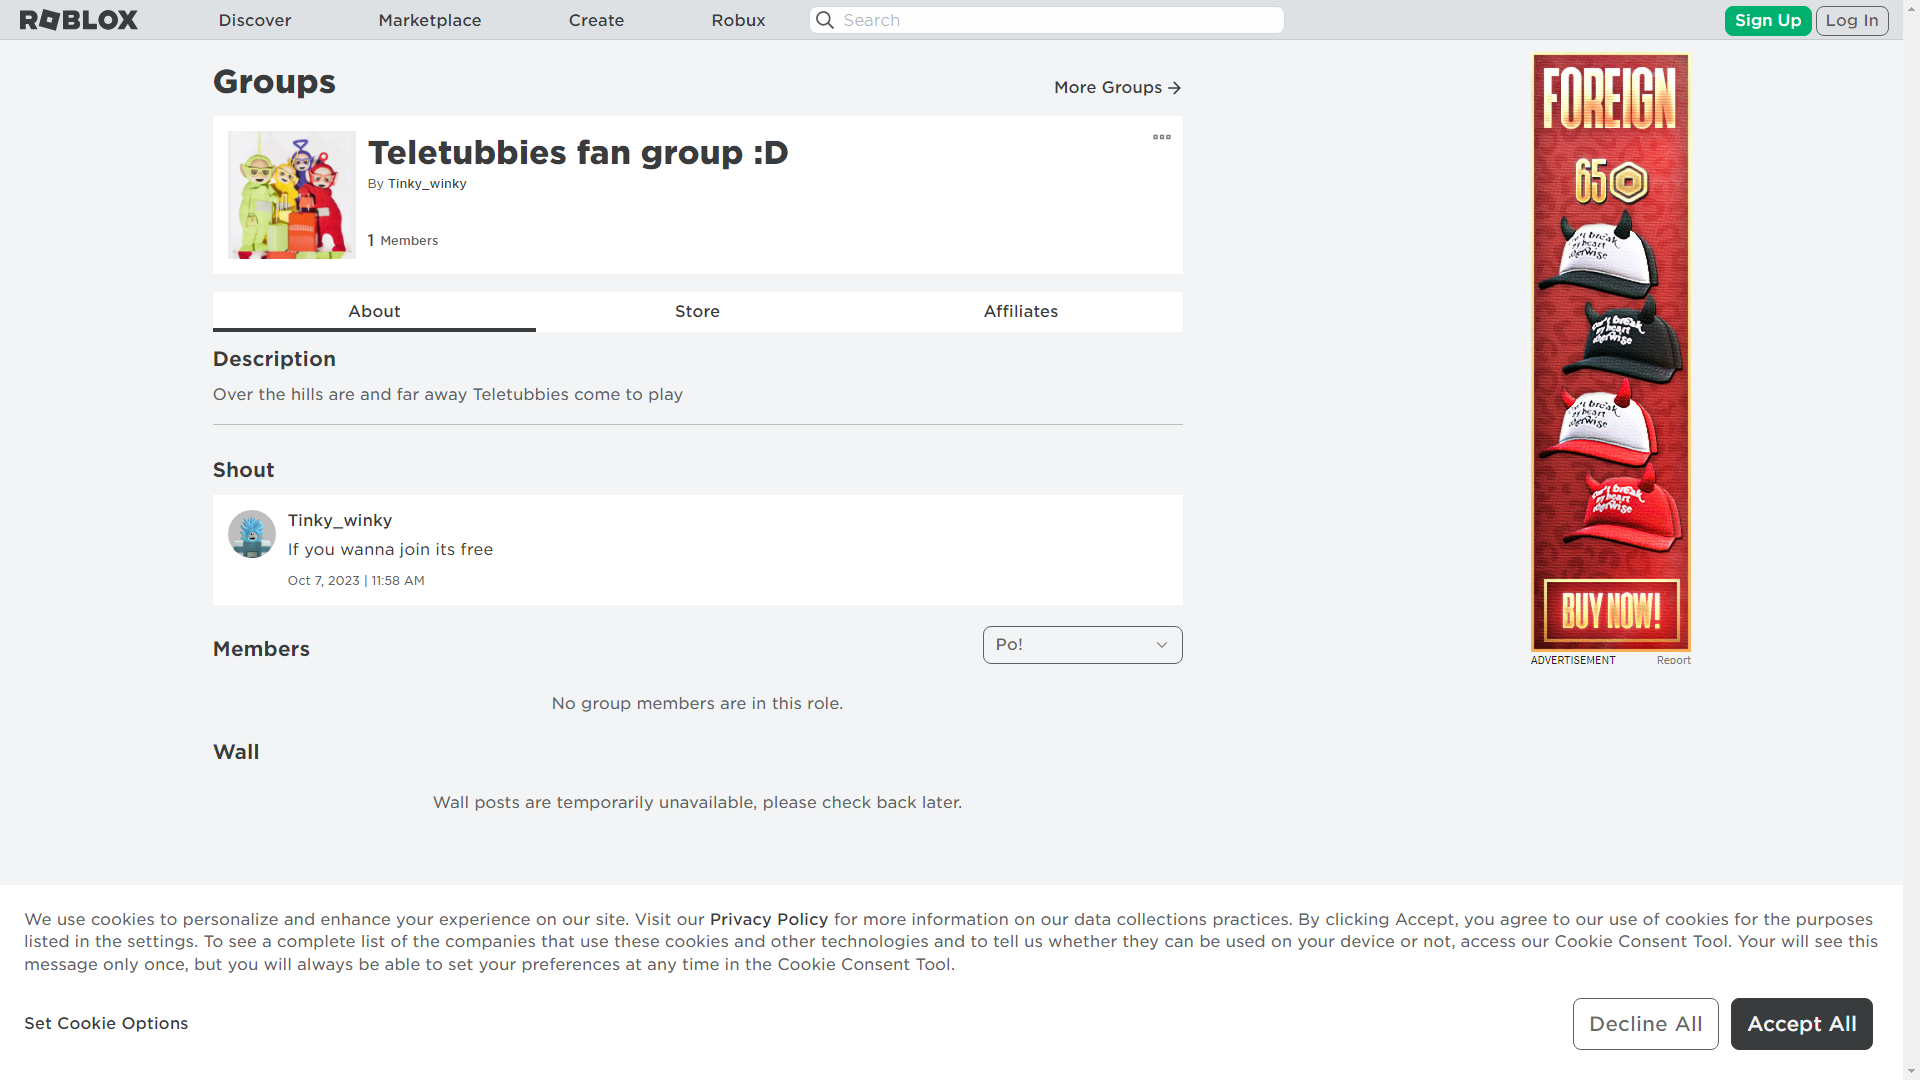 ROBLOX
Discover
Marketplace
Create
Robux
Search
Sign Up
Log In
Groups
More Groups
Teletubbies fan group :D
By Tinky_winky
1 Members
About
Store
Affiliates
Description
Over the hills are and far away Teletubbies come to play
Shout
Tinky_winky
If you wanna join its free
Oct 7, 2023 | 11:58 AM
Members
Po!
No group members are in this role.
Wall
Wall posts are temporarily unavailable, please check back later.
FOREIGN
65
BUY NOW!
ADVERTISEMENT
Report
We use cookies to personalize and enhance your experience on our site. Visit our Privacy Policy for more information on our data collections practices. By clicking Accept, you agree to our use of cookies for the purposes
listed in the settings. To see a complete list of the companies that use these cookies and other technologies and to tell us whether they can be used on your device or not, access our Cookie Consent Tool. Your will see this
message only once, but you will always be able to set your preferences at any time in the Cookie Consent Tool.
Set Cookie Options
Decline All
Accept All